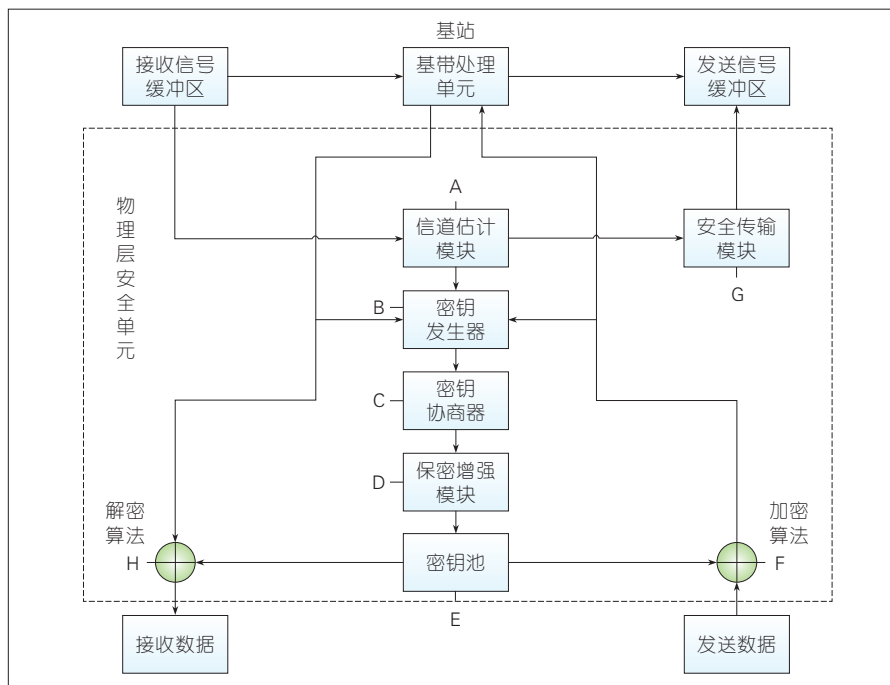 基站
接收信号
缓冲区
基带处理
单元
发送信号
缓冲区
物理层安全单元
A
信道估计
模块
安全传输
模块
G
B
密钥
发生器
C
密钥
协商器
D
保密增强
模块
解密
算法
H
密钥池
E
加密
算法
F
接收数据
发送数据